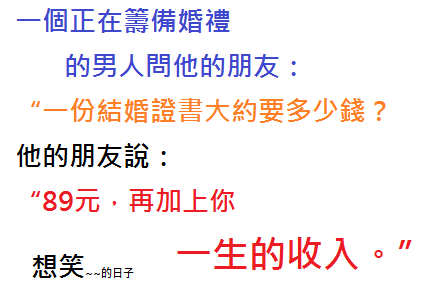 一個正在籌備婚禮
的男人問他的朋友：
“一份結婚證書大約要多少錢？
他的朋友說：
“89元，再加上你
一生的收入。”
想笑~~的日子